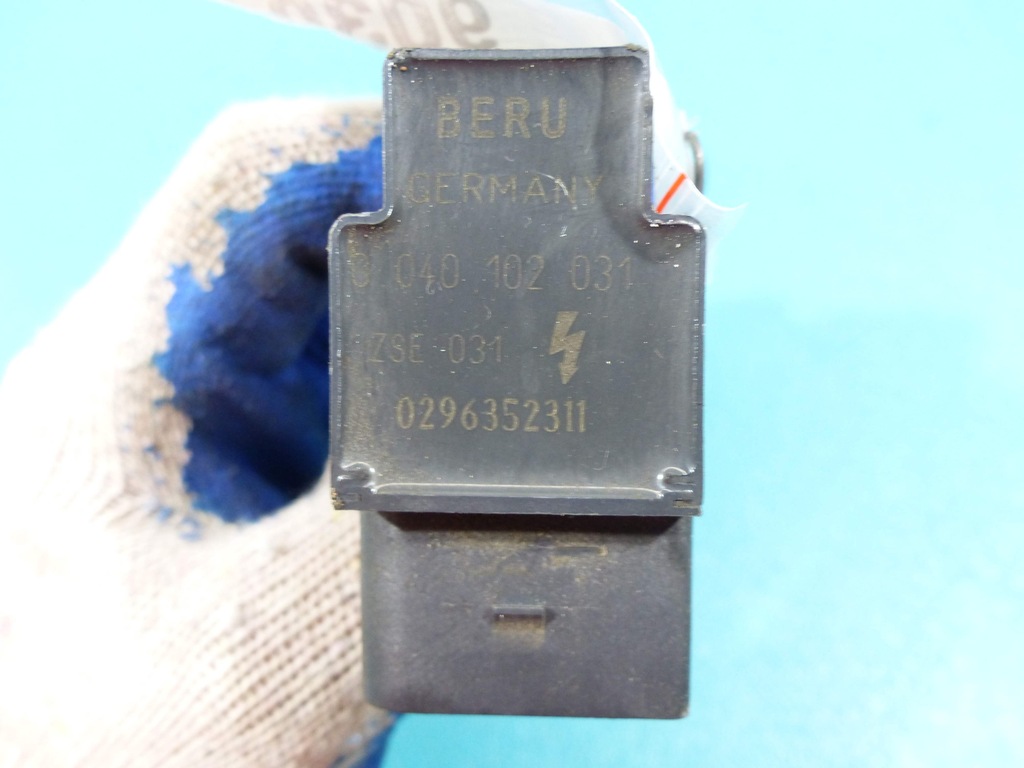 BERU
GERMANY
0 040 102 031
ZSE 031
0296352311